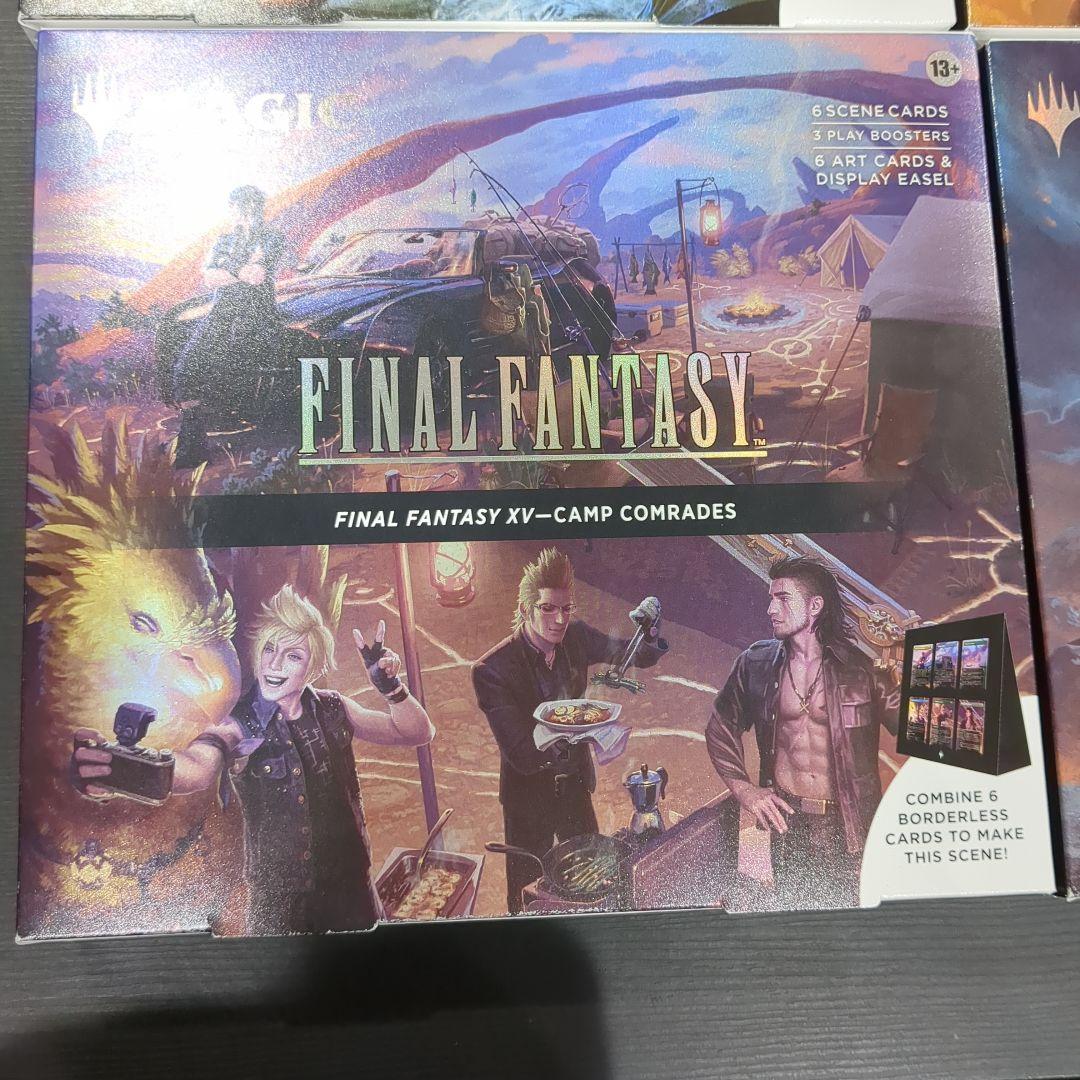 MAGIC
13+
6 SCENE CARDS
3 PLAY BOOSTERS
6 ART CARDS &
DISPLAY EASEL
FINAL FANTASY™
FINAL FANTASY XV—CAMP COMRADES
COMBINE 6
BORDERLESS
CARDS TO MAKE
THIS SCENE!